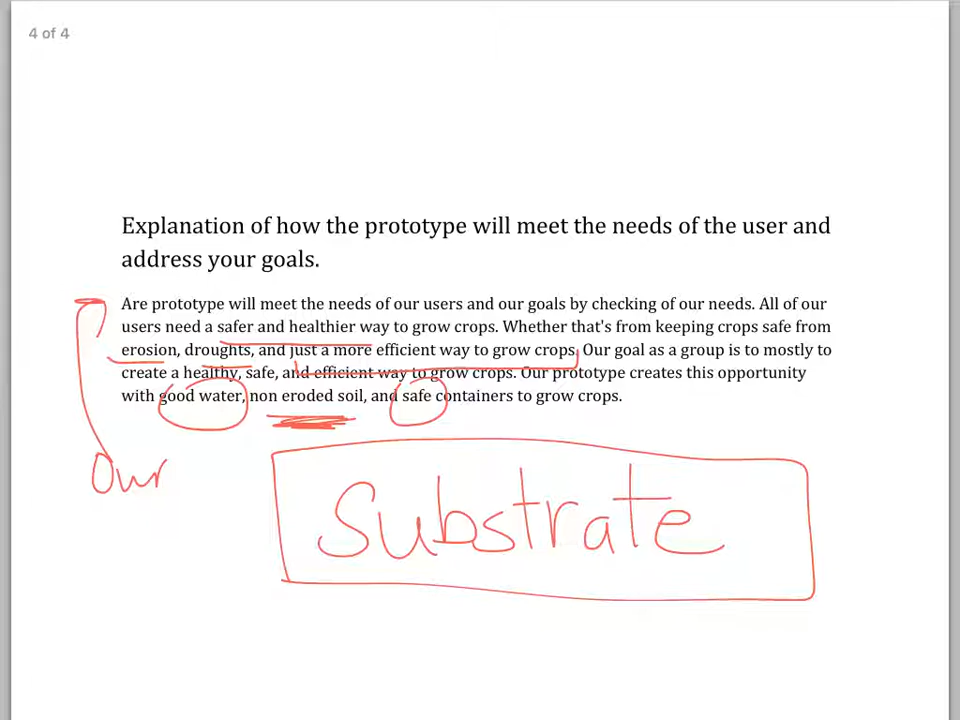 4 of 4
Explanation of how the prototype will meet the needs of the user and
address your goals.
Are prototype will meet the needs of our users and our goals by checking of our needs. All of our
users need a safer and healthier way to grow crops. Whether that's from keeping crops safe from
erosion, droughts, and just a more efficient way to grow crops. Our goal as a group is to mostly to
create a healthy, safe, and efficient way to grow crops. Our prototype creates this opportunity
with good water, non eroded soil, and safe containers to grow crops.
Our
Substrate